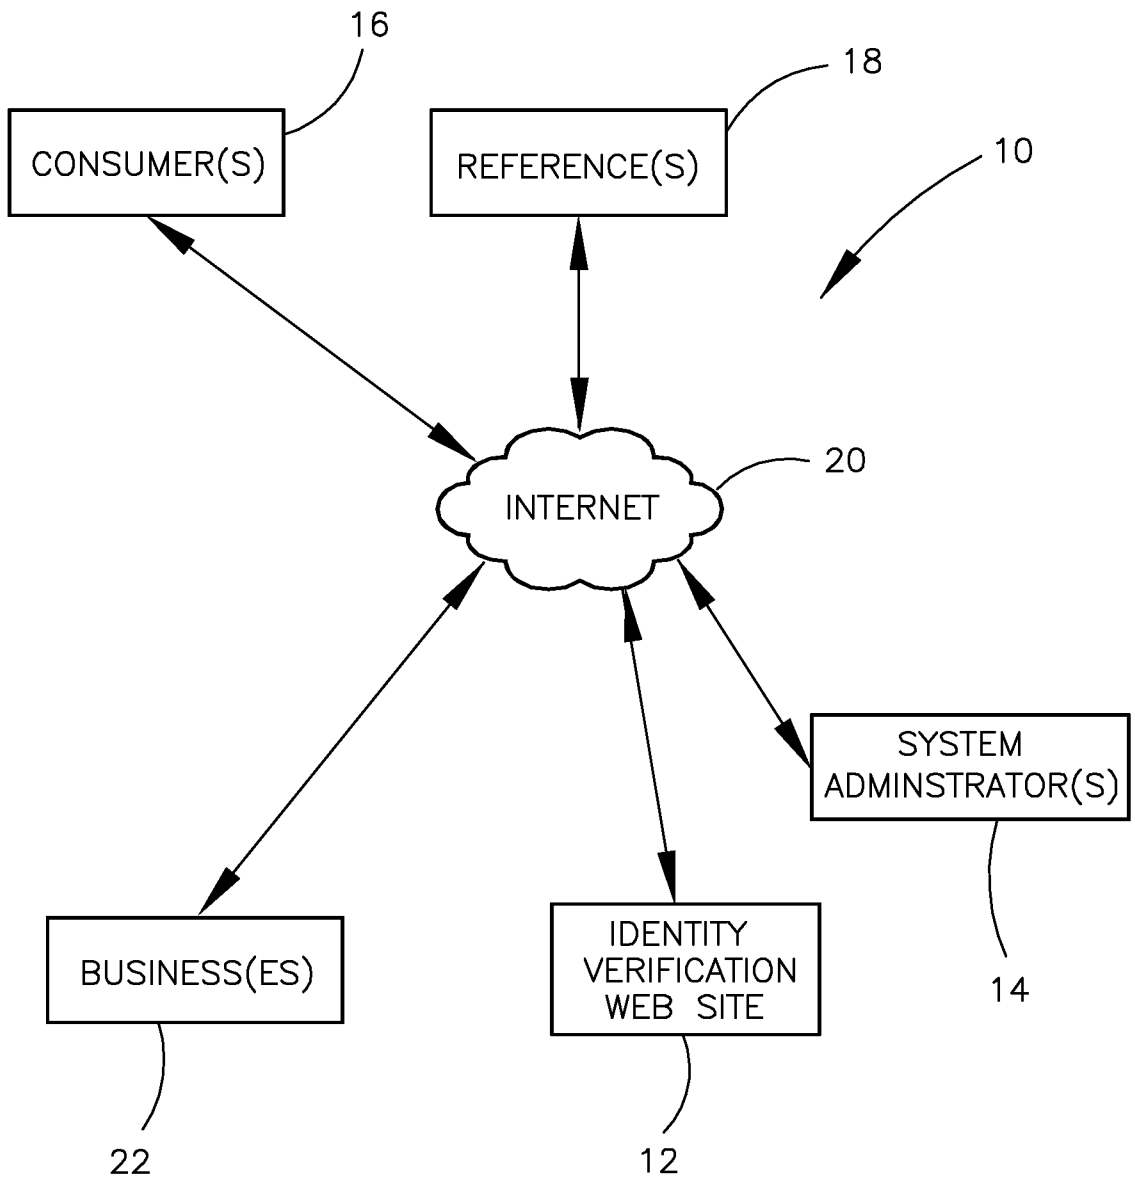 16
18
CONSUMER(S)
REFERENCE(S)
10
20
INTERNET
SYSTEM
ADMINSTRATOR(S)
IDENTITY
VERIFICATION
WEB SITE
BUSINESS(ES)
14
22
12